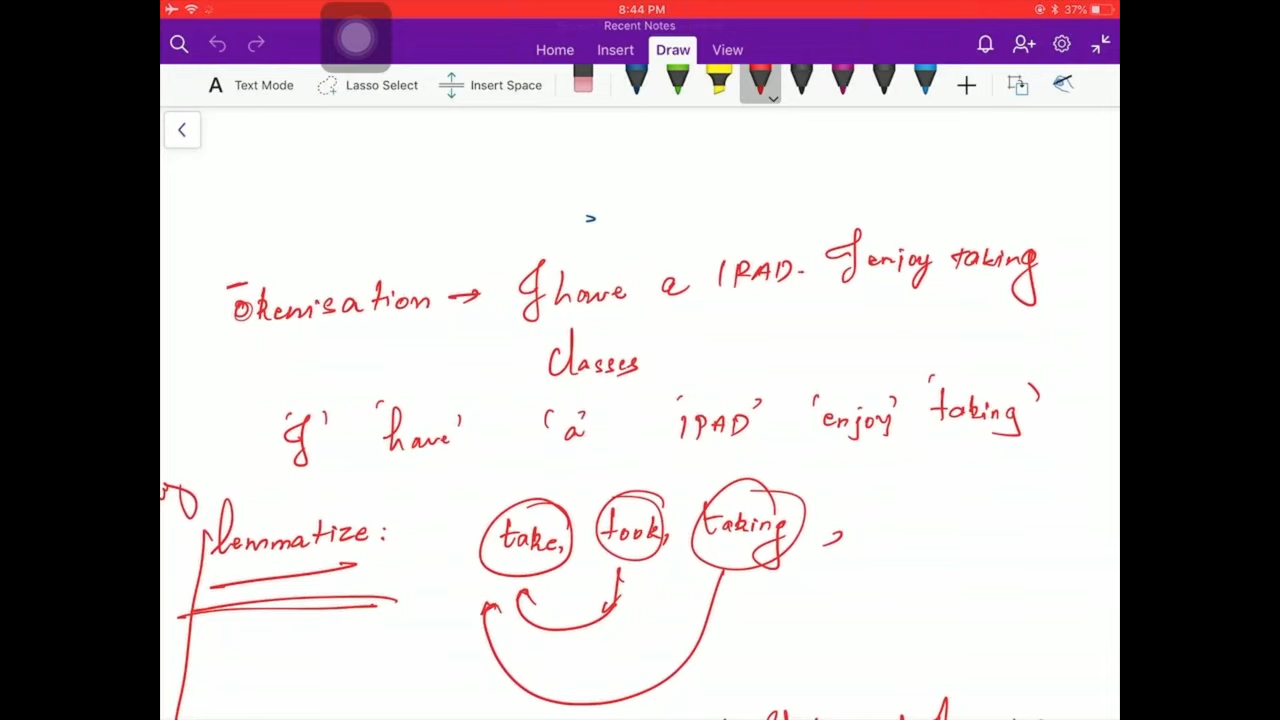 8:44 PM 37%
Recent Notes
Home Insert Draw View
Text Mode Lasso Select Insert Space
>
Tokenisation → I have a IPAD. I enjoy taking
classes
'I' 'have' 'a' 'IPAD' 'enjoy' 'taking'
lemmatize: take, took, taking,